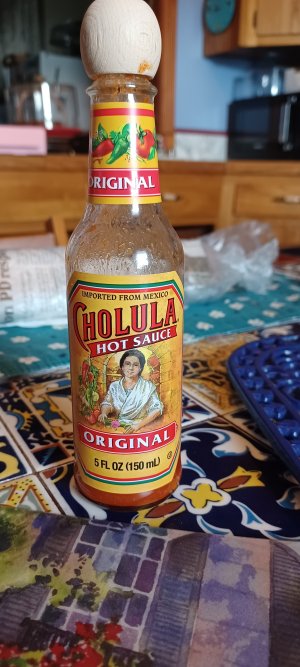 ORIGINAL
IMPORTED FROM MEXICO
CHOLULA
HOT SAUCE
ORIGINAL
5 FL OZ (150 mL)